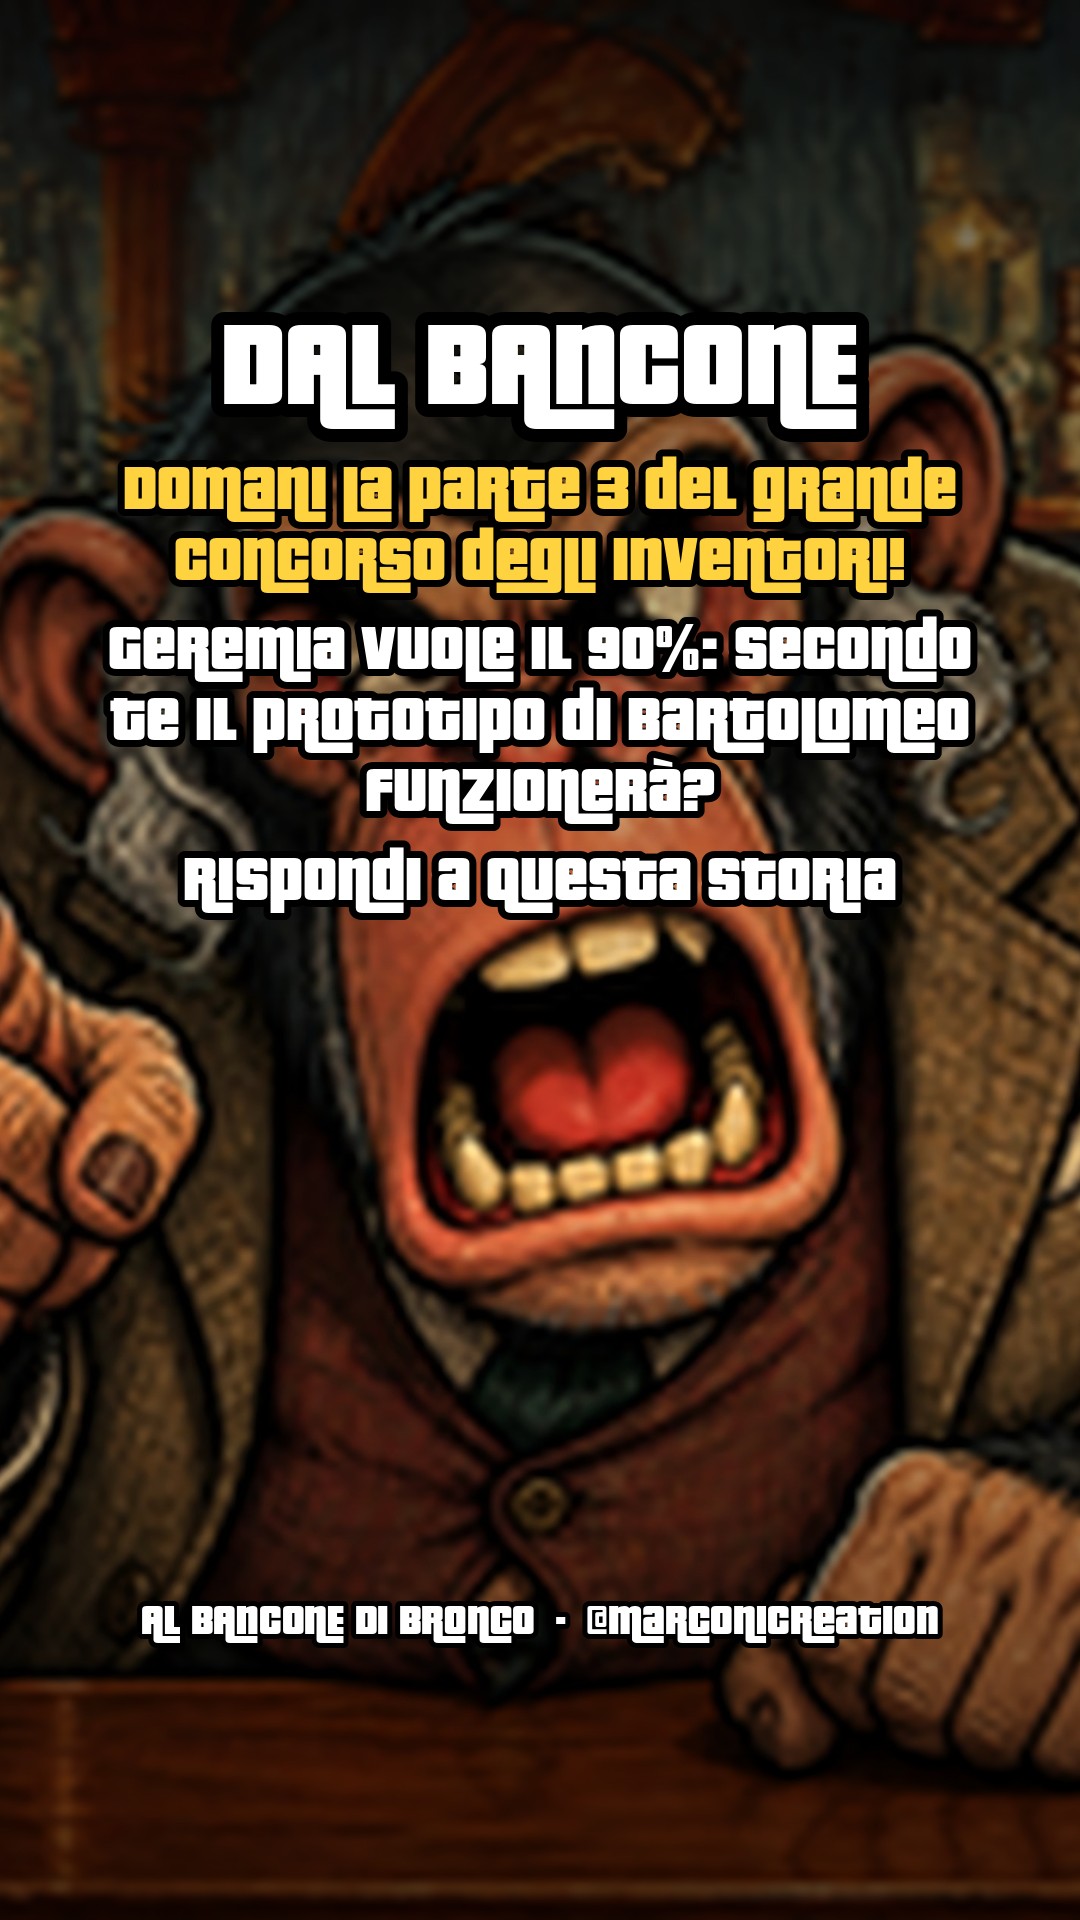 DAL BANCONE
Domani la parte 3 del grande
concorso degli inventori!
Geremia vuole il 90%: secondo
te il prototipo di Bartolomeo
funzionerà?
Rispondi a questa storia
AL BANCONE DI BRONCO - @marconicreation